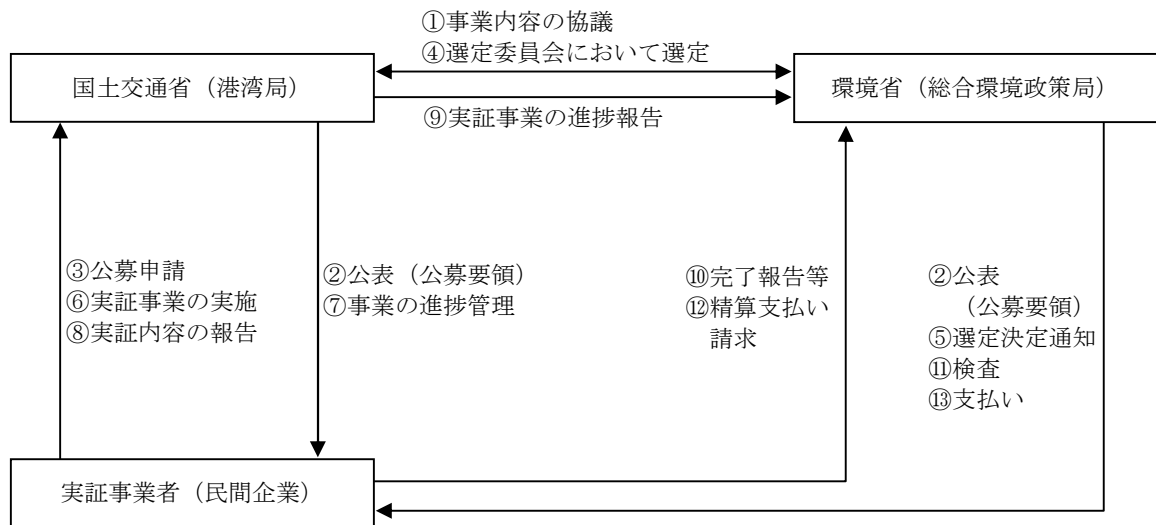 ①事業内容の協議
④選定委員会において選定
国土交通省（港湾局）
環境省（総合環境政策局）
⑨実証事業の進捗報告
③公募申請
⑥実証事業の実施
⑧実証内容の報告
②公表（公募要領）
⑦事業の進捗管理
⑩完了報告等
⑫精算支払い
請求
②公表
（公募要領）
⑤選定決定通知
⑪検査
⑬支払い
実証事業者（民間企業）